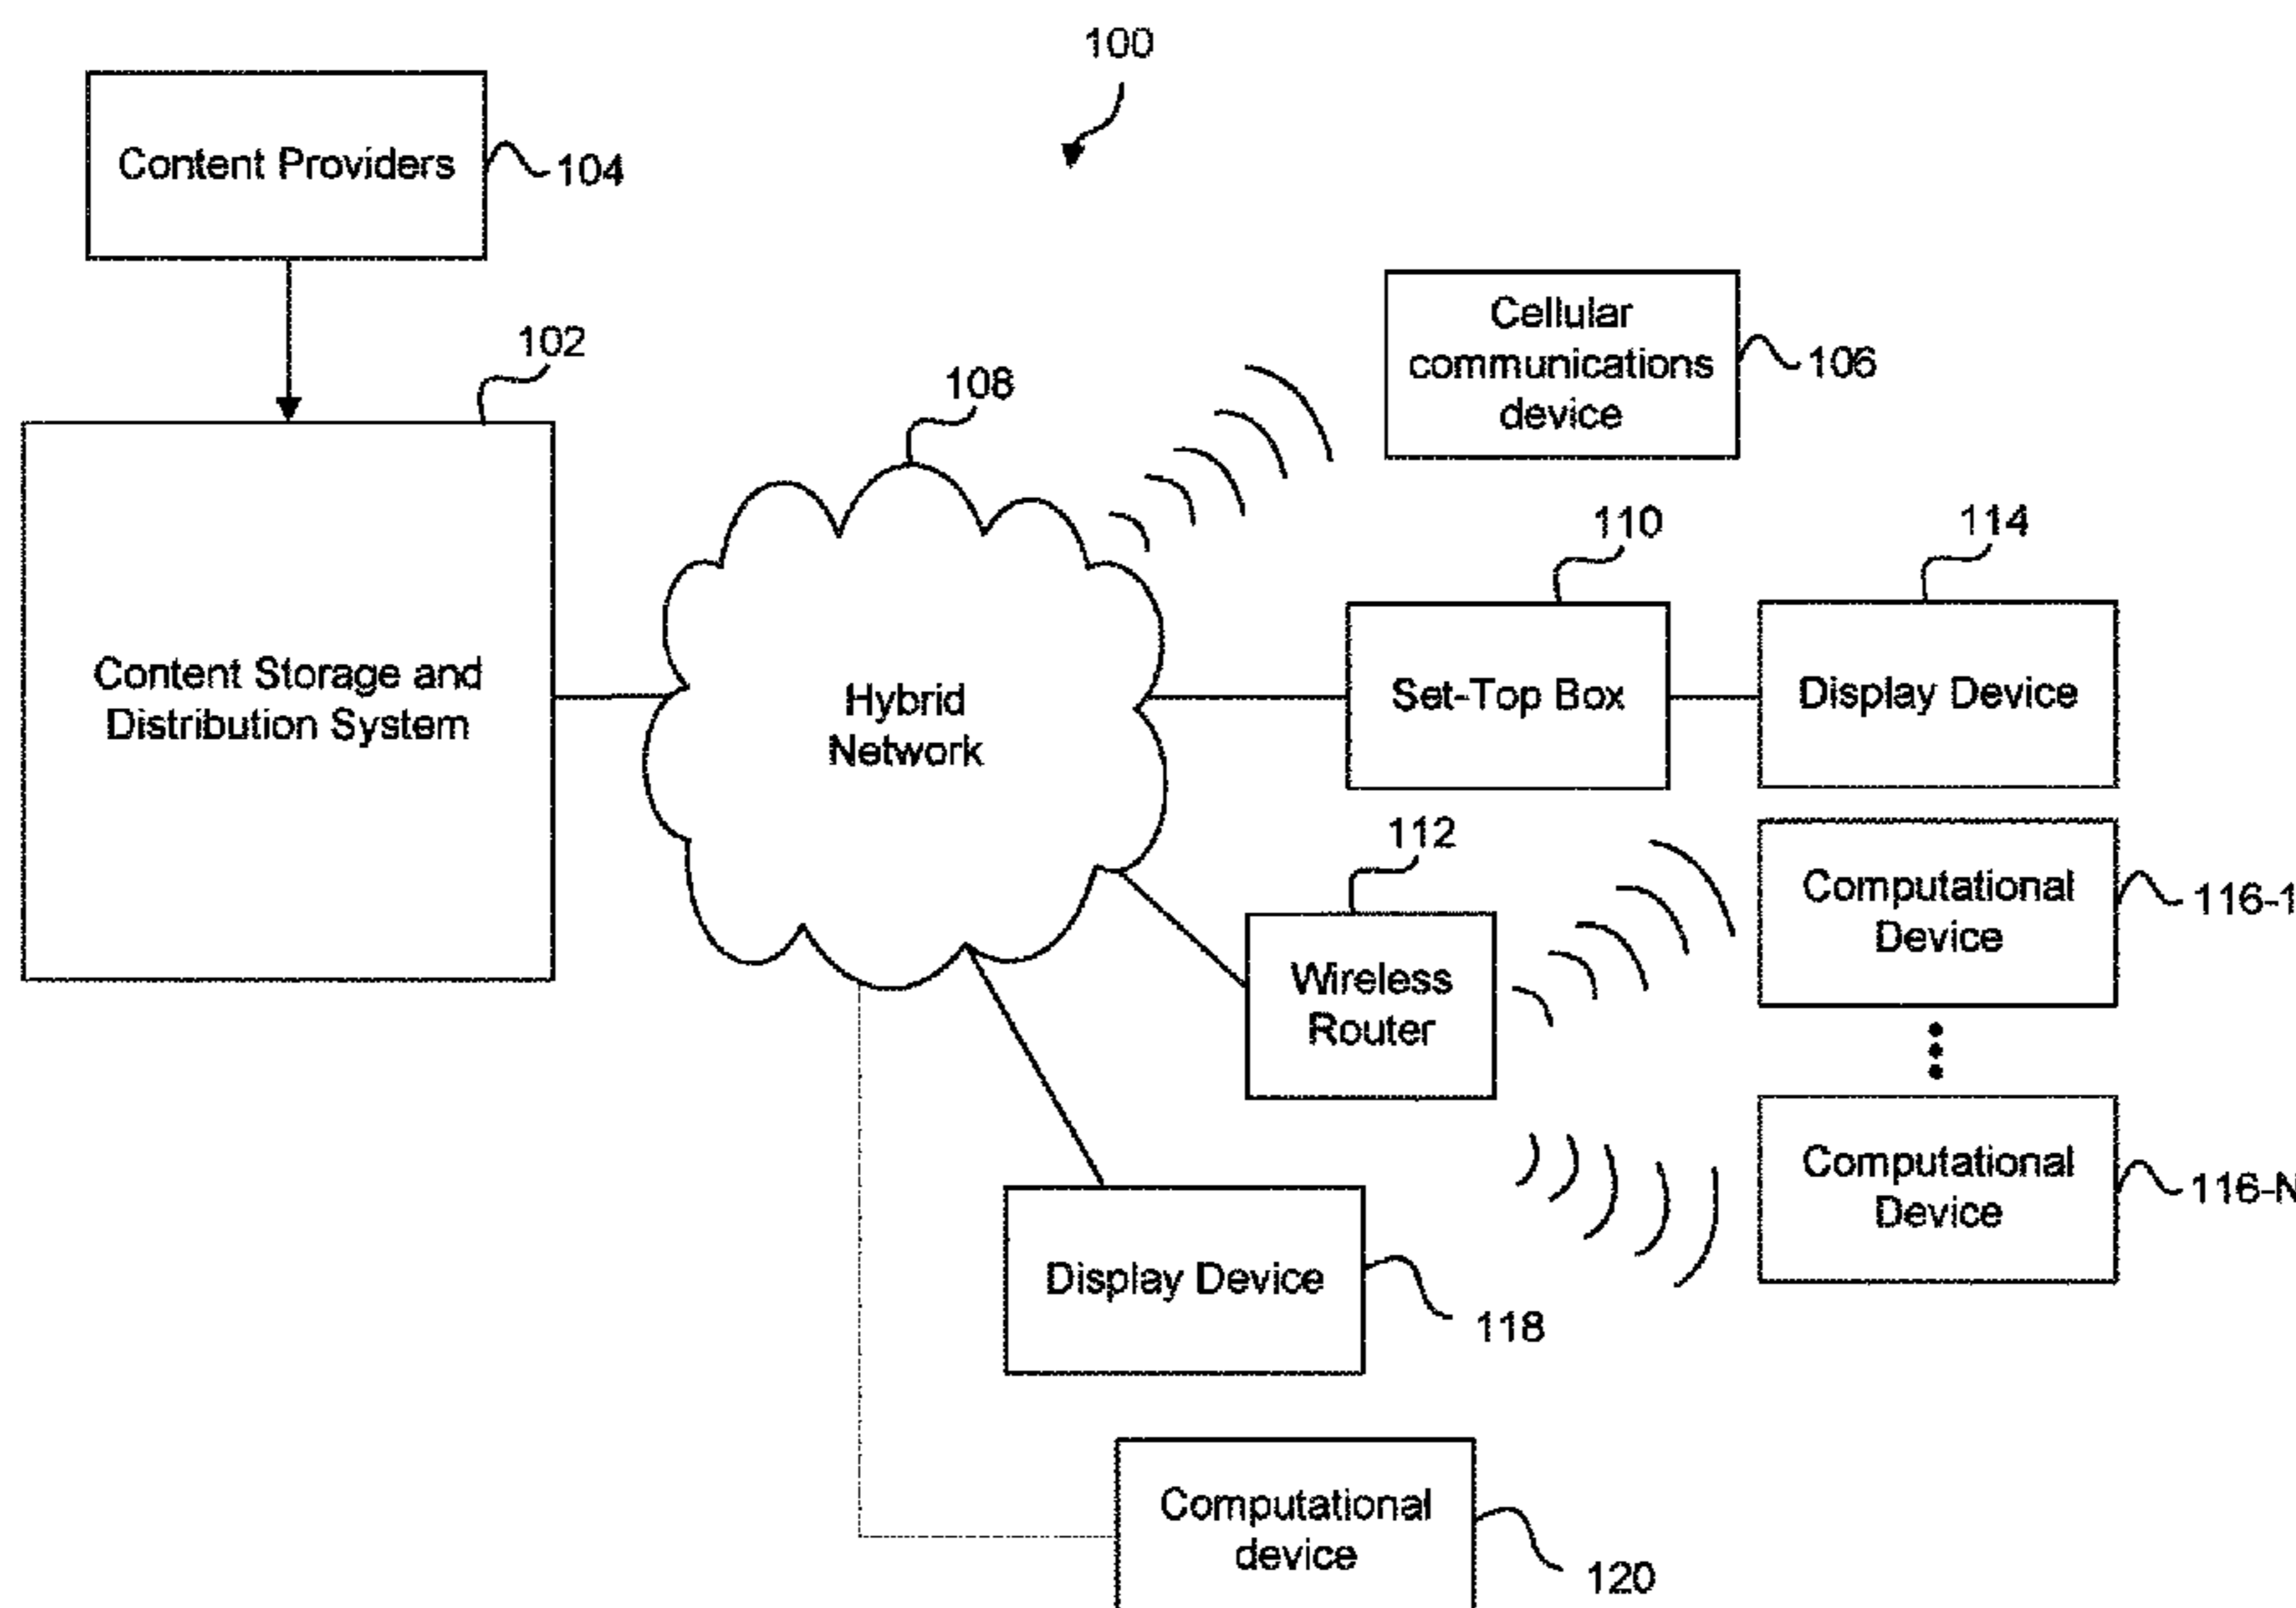 100
Content Providers
104
102
Content Storage and
Distribution System
108
Hybrid
Network
Cellular
communications
device
106
110
Set-Top Box
114
Display Device
112
Wireless
Router
Computational
Device
116-1
Computational
Device
116-N
Display Device
118
Computational
device
120